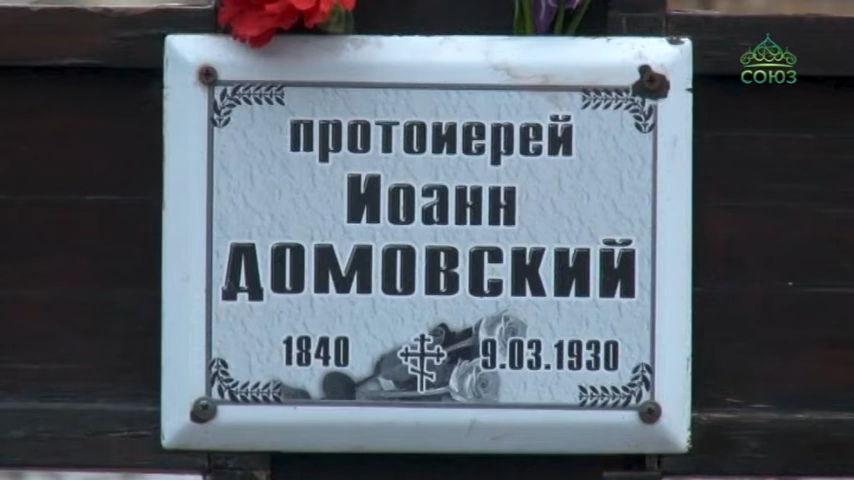 СОЮЗ
протоиерей
Иоанн
ДОМОВСКИЙ
1840 9.03.1930